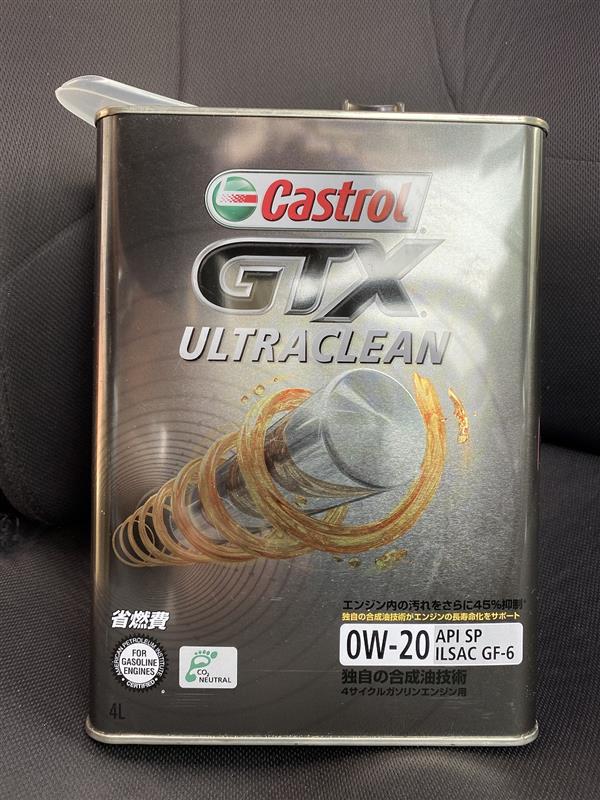 Castrol
GTX
ULTRACLEAN
エンジン内の汚れをさらに45%抑制*
独自の合成油技術がエンジンの長寿命化をサポート
省燃費
0W-20 API SP
ILSAC GF-6
AMERICAN PETROLEUM INSTITUTE
FOR
GASOLINE
ENGINES
CERTIFIED
CO2
NEUTRAL
独自の合成油技術
4サイクルガソリンエンジン用
4L